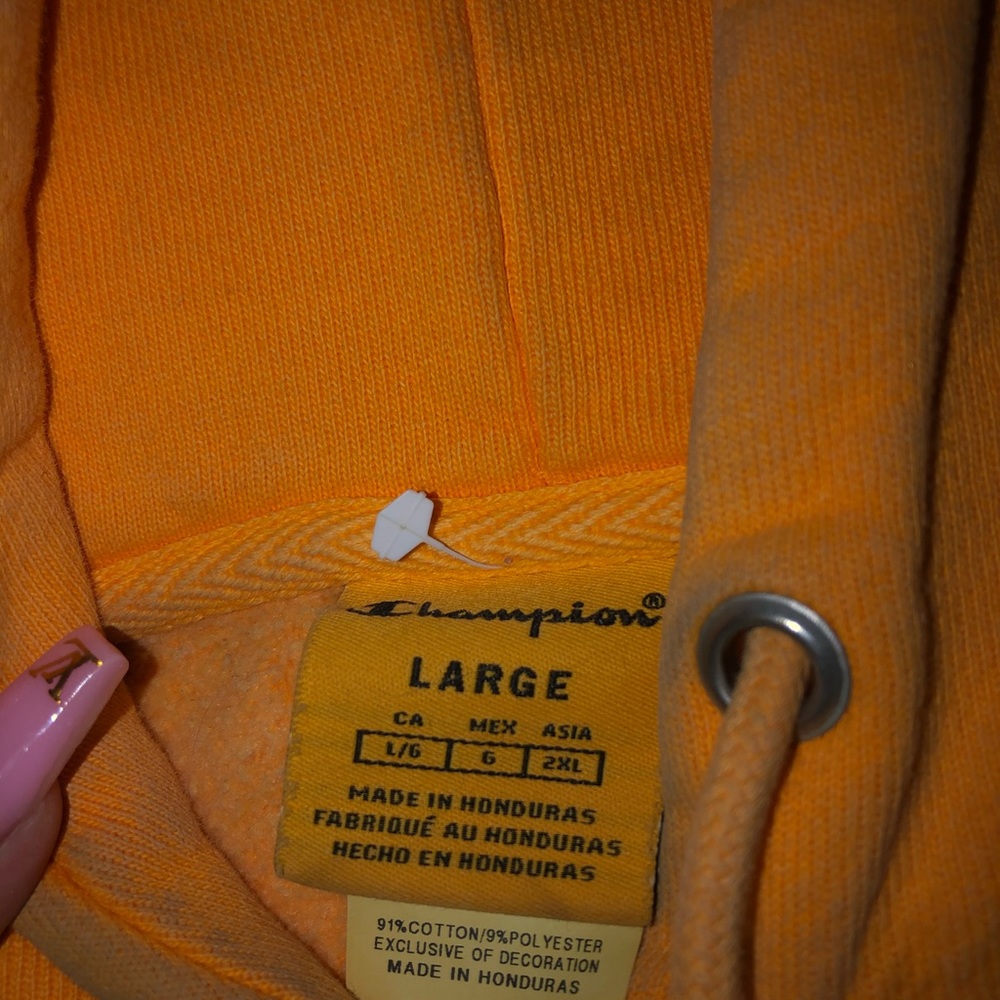 Champion®
LARGE
CA MEX ASIA
L/G G 2XL
MADE IN HONDURAS
FABRIQUÉ AU HONDURAS
HECHO EN HONDURAS
91%COTTON/9%POLYESTER
EXCLUSIVE OF DECORATION
MADE IN HONDURAS
LV